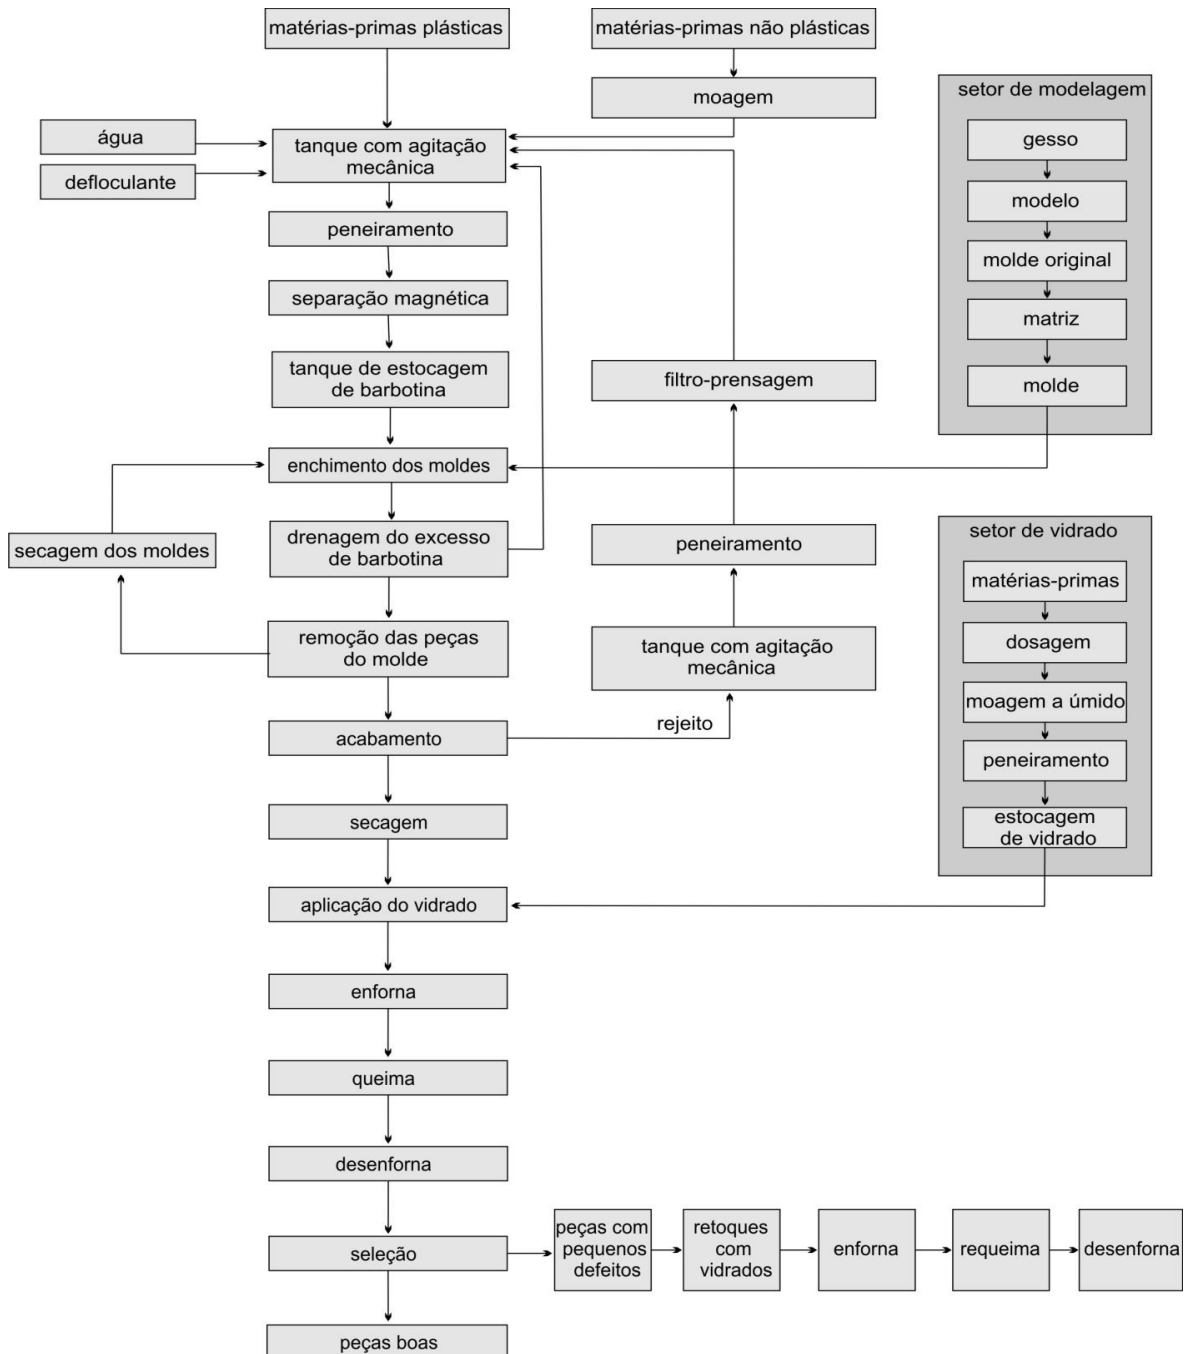 matérias-primas plásticas
matérias-primas não plásticas
moagem
água
defloculante
tanque com agitação
mecânica
peneiramento
separação magnética
tanque de estocagem
de barbotina
enchimento dos moldes
secagem dos moldes
drenagem do excesso
de barbotina
remoção das peças
do molde
acabamento
rejeito
filtro-prensagem
peneiramento
tanque com agitação
mecânica
setor de modelagem
gesso
modelo
molde original
matriz
molde
setor de vidrado
matérias-primas
dosagem
moagem a úmido
peneiramento
estocagem
de vidrado
secagem
aplicação do vidrado
enforna
queima
desenforna
seleção
peças com
pequenos
defeitos
retoques
com
vidrados
enforna
requeima
desenforna
peças boas